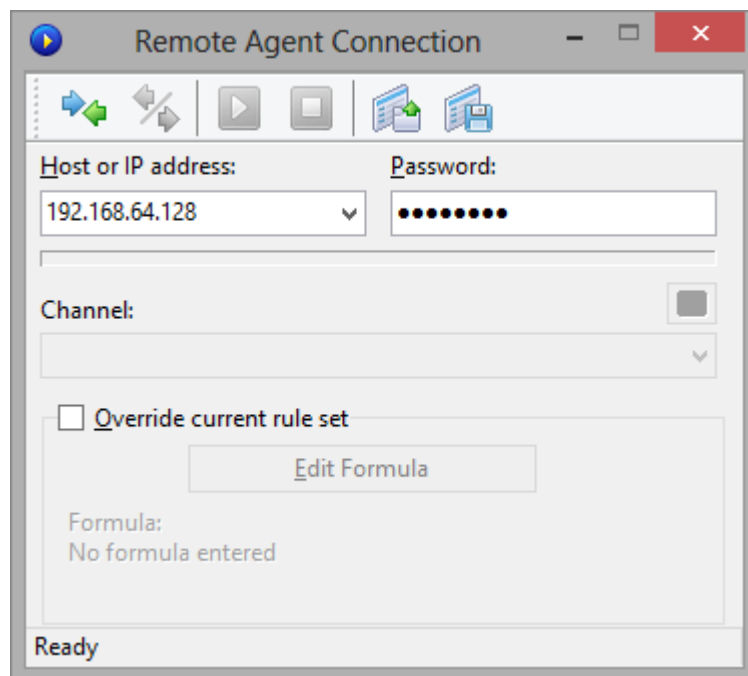 Remote Agent Connection
Host or IP address: Password:
192.168.64.128 ●●●●●●●●
Channel:
Override current rule set
Edit Formula
Formula:
No formula entered
Ready